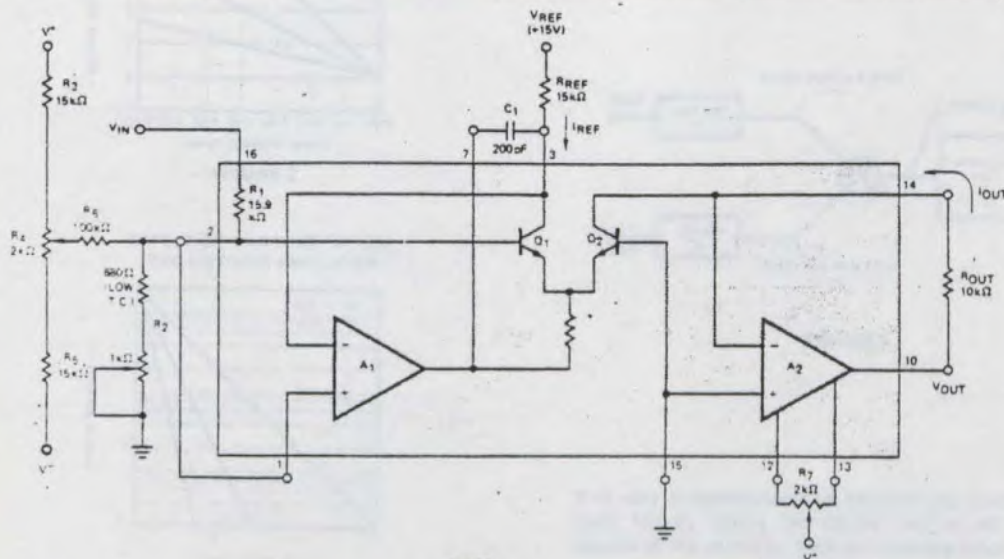 VREF
(+15V)
V+
R2
15kΩ
RREF
15kΩ
C1
200pF
IREF
VIN
7
3
16
R1
15.9
kΩ
14
IOUT
R6
100kΩ
2
Q1
Q2
R4
2kΩ
ROUT
10kΩ
680Ω
(LOW
T C)
R2
A1
A2
10
VOUT
1kΩ
R5
15kΩ
1
15
12
13
R7
2kΩ
V-